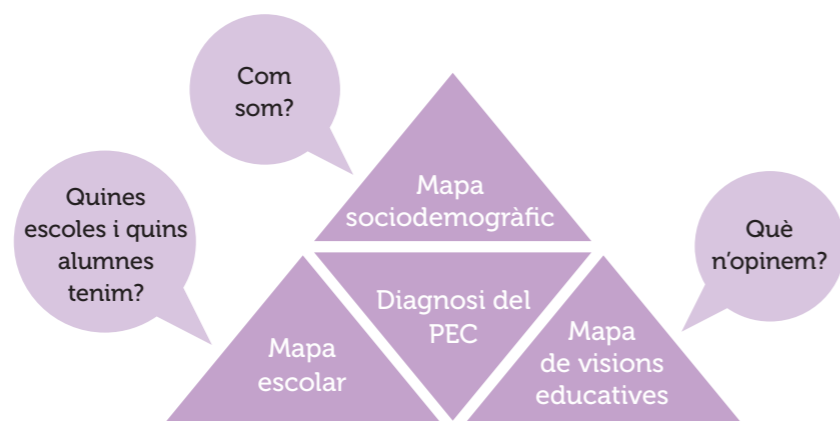 Com
som?
Mapa
sociodemogràfic
Quines
escoles i quins
alumnes
tenim?
Què
n'opinem?
Diagnosi del
PEC
Mapa
escolar
Mapa
de visions
educatives